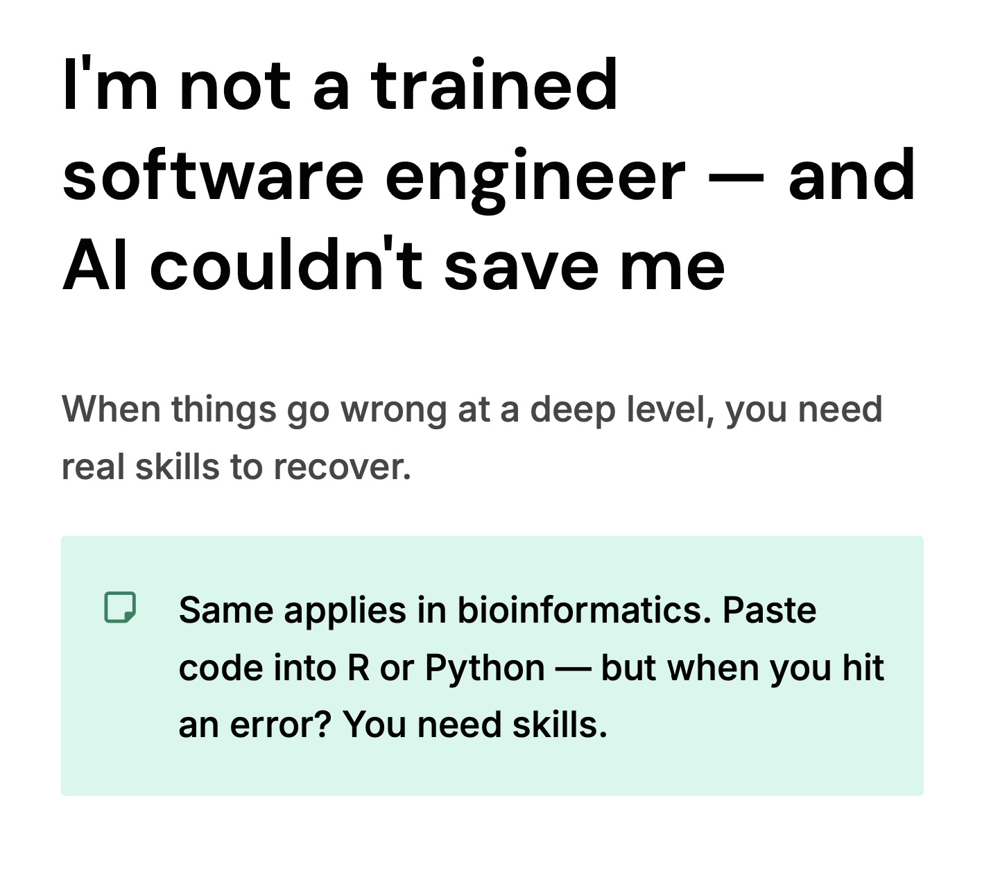 I'm not a trained
software engineer — and
AI couldn't save me
When things go wrong at a deep level, you need
real skills to recover.
Same applies in bioinformatics. Paste
code into R or Python — but when you hit
an error? You need skills.